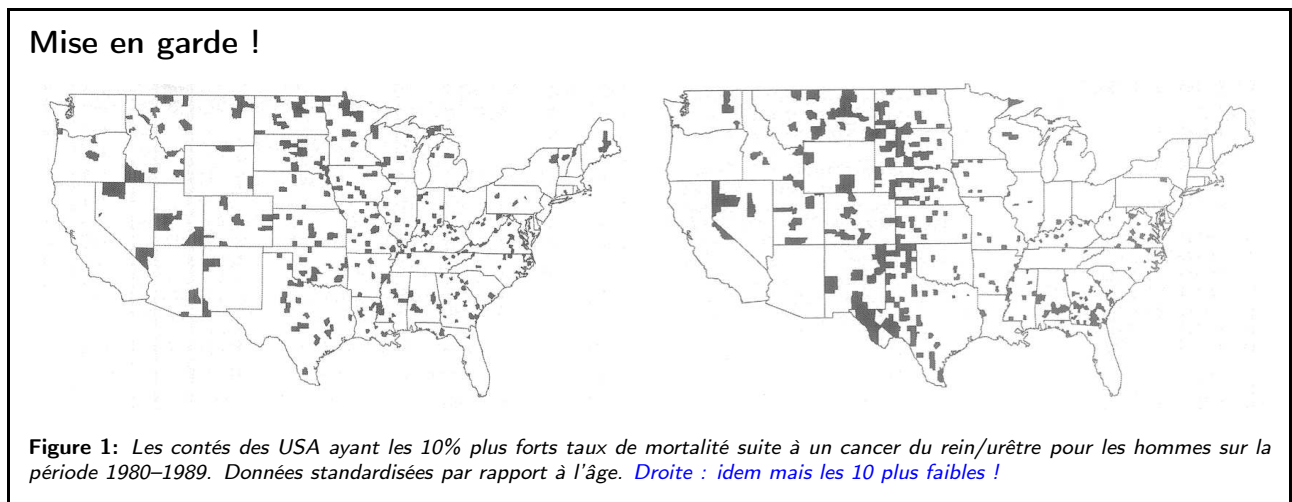 Mise en garde !
Figure 1: Les contés des USA ayant les 10% plus forts taux de mortalité suite à un cancer du rein/urêtre pour les hommes sur la
période 1980–1989. Données standardisées par rapport à l'âge. Droite : idem mais les 10 plus faibles !